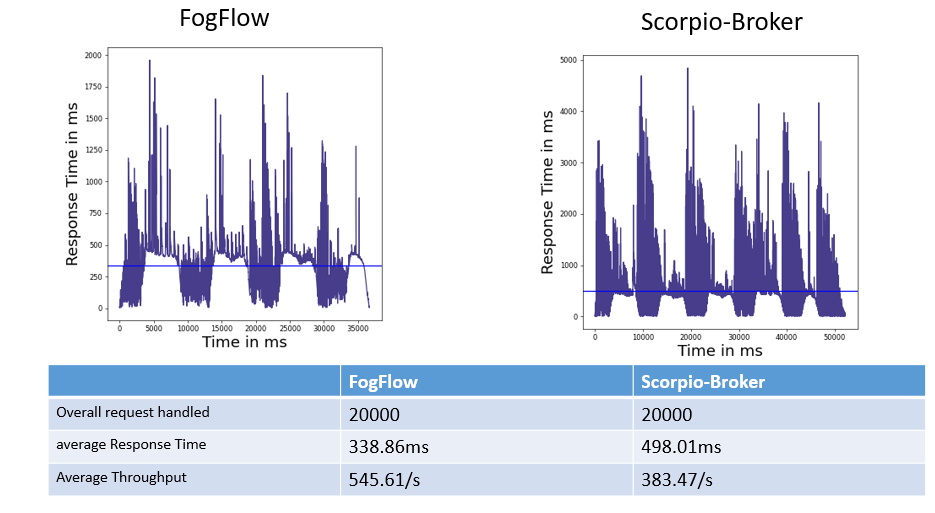 FogFlow
Scorpio-Broker
2000
1750
1500
1250
1000
750
500
250
0
Response Time in ms
0 5000 10000 15000 20000 25000 30000 35000
Time in ms
5000
4000
3000
2000
1000
0
Response Time in ms
0 10000 20000 30000 40000 50000
Time in ms
FogFlow Scorpio-Broker
Overall request handled 20000 20000
average Response Time 338.86ms 498.01ms
Average Throughput 545.61/s 383.47/s